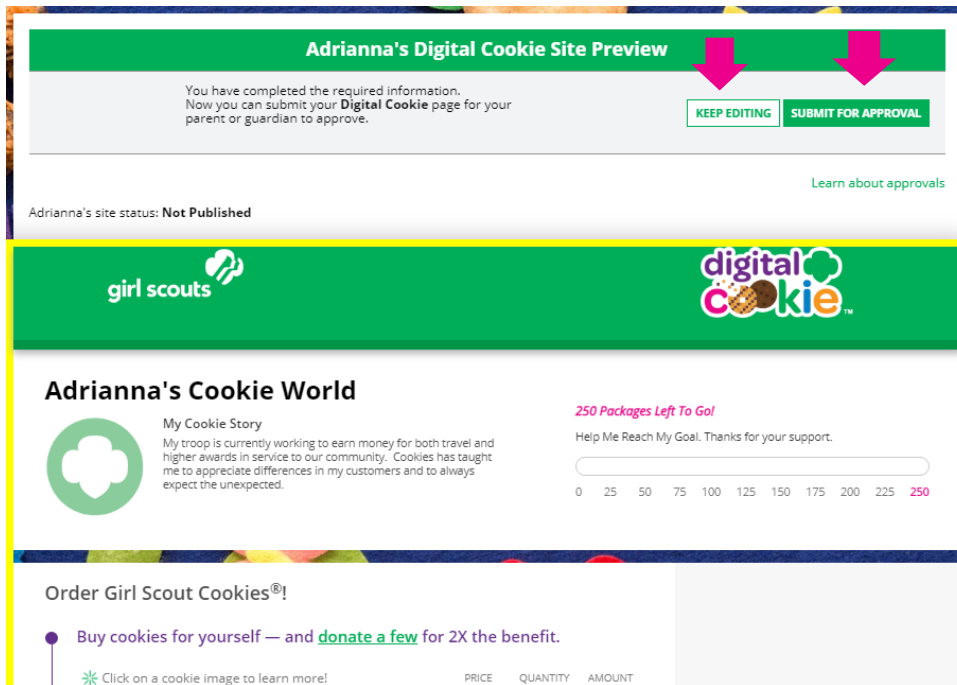 Adrianna's Digital Cookie Site Preview
You have completed the required information.
Now you can submit your Digital Cookie page for your
parent or guardian to approve.
KEEP EDITING
SUBMIT FOR APPROVAL
Learn about approvals
Adrianna's site status: Not Published
girl scouts
digital
cookie™
Adrianna's Cookie World
My Cookie Story
My troop is currently working to earn money for both travel and
higher awards in service to our community. Cookies has taught
me to appreciate differences in my customers and to always
expect the unexpected.
250 Packages Left To Go!
Help Me Reach My Goal. Thanks for your support.
0 25 50 75 100 125 150 175 200 225 250
Order Girl Scout Cookies®!
Buy cookies for yourself — and donate a few for 2X the benefit.
Click on a cookie image to learn more!
PRICE QUANTITY AMOUNT